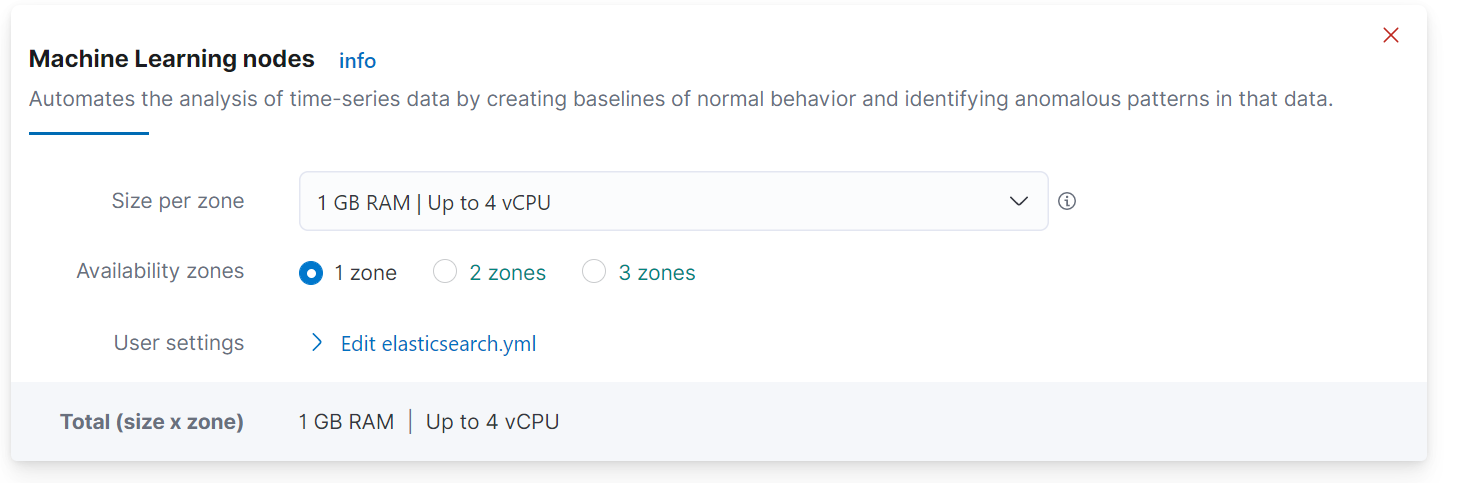 Machine Learning nodes info
Automates the analysis of time-series data by creating baselines of normal behavior and identifying anomalous patterns in that data.
Size per zone 1 GB RAM | Up to 4 vCPU
Availability zones 1 zone 2 zones 3 zones
User settings Edit elasticsearch.yml
Total (size x zone) 1 GB RAM | Up to 4 vCPU